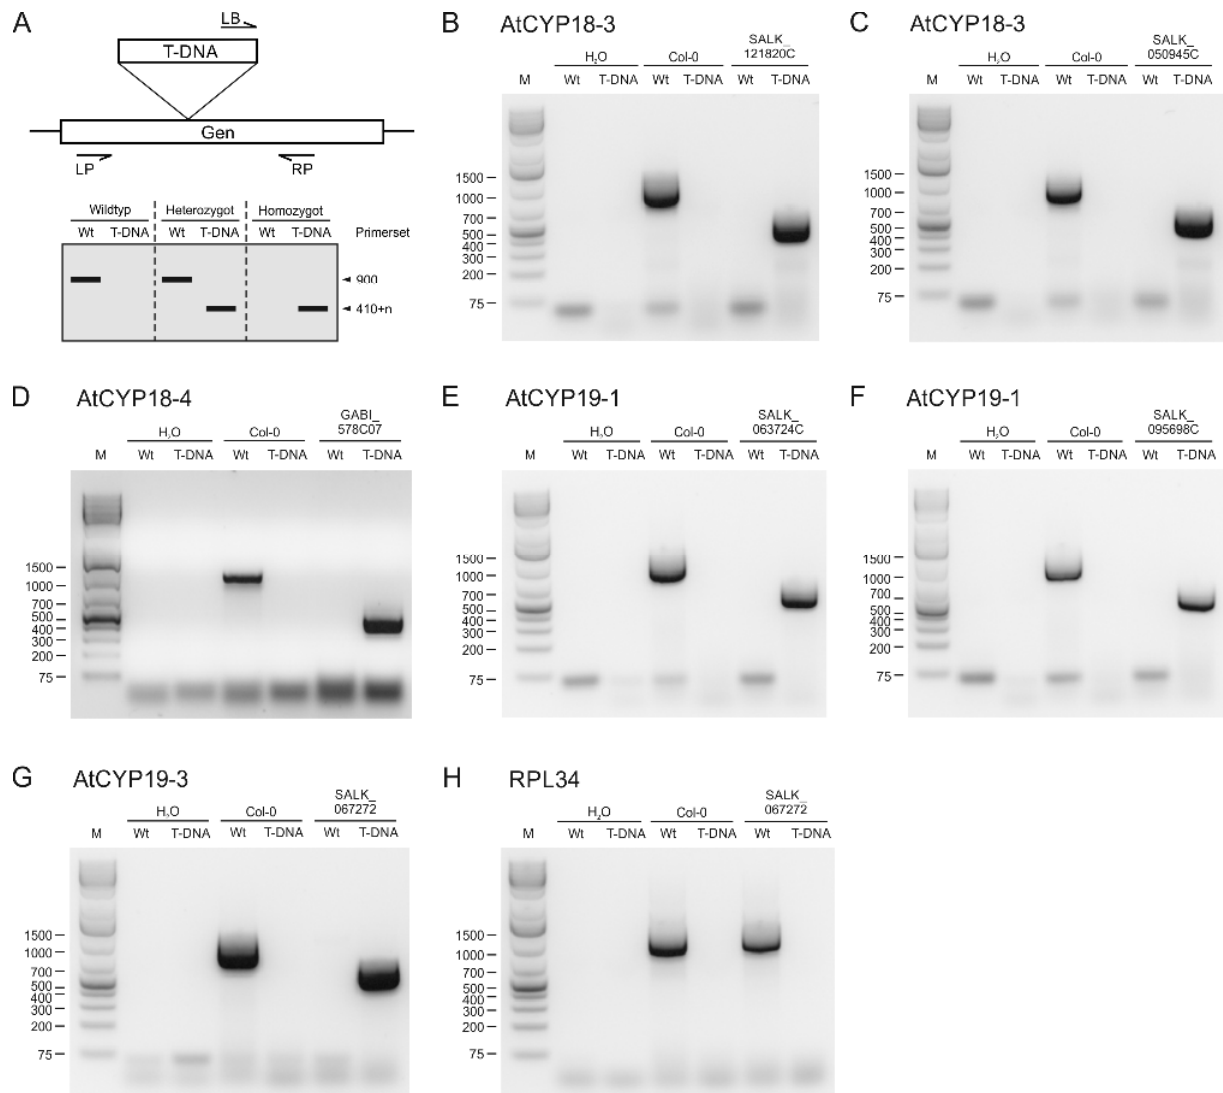 A
LB
T-DNA
Gen
LP
RP
Wildtyp Heterozygot Homozygot
Wt T-DNA Wt T-DNA Wt T-DNA Primerset
900
410+n
B AtCYP18-3
H₂O Col-0 SALK_
121820C
M Wt T-DNA Wt T-DNA Wt T-DNA
1500
1000
700
500
400
300
200
75
C AtCYP18-3
H₂O Col-0 SALK_
050945C
M Wt T-DNA Wt T-DNA Wt T-DNA
1500
1000
700
500
400
300
200
75
D AtCYP18-4
H₂O Col-0 GABI_
578C07
M Wt T-DNA Wt T-DNA Wt T-DNA
1500
1000
700
500
400
300
200
75
E AtCYP19-1
H₂O Col-0 SALK_
063724C
M Wt T-DNA Wt T-DNA Wt T-DNA
1500
1000
700
500
400
300
200
75
F AtCYP19-1
H₂O Col-0 SALK_
095698C
M Wt T-DNA Wt T-DNA Wt T-DNA
1500
1000
700
500
400
300
200
75
G AtCYP19-3
H₂O Col-0 SALK_
067272
M Wt T-DNA Wt T-DNA Wt T-DNA
1500
1000
700
500
400
300
200
75
H RPL34
H₂O Col-0 SALK_
067272
M Wt T-DNA Wt T-DNA Wt T-DNA
1500
1000
700
500
400
300
200
75